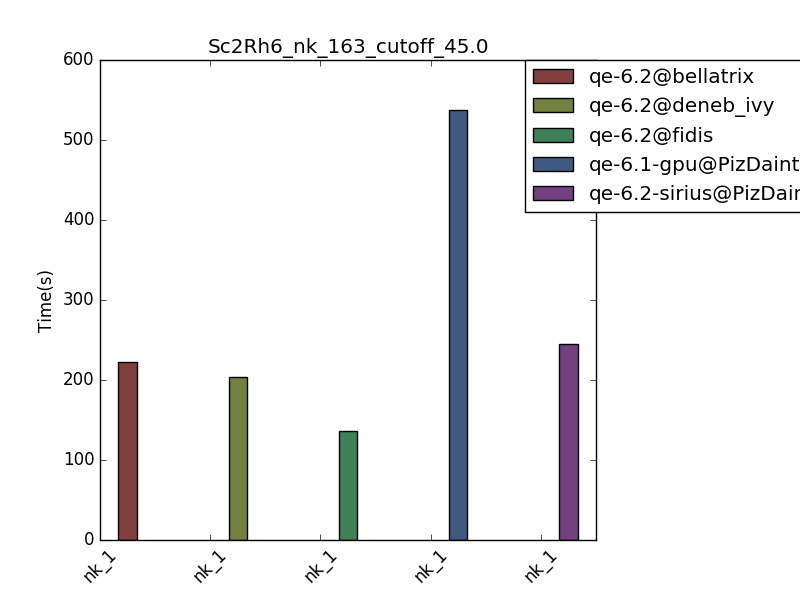 Sc2Rh6_nk_163_cutoff_45.0
600
500
400
300
200
100
0
Time(s)
nk_1
nk_1
nk_1
nk_1
nk_1
qe-6.2@bellatrix
qe-6.2@deneb_ivy
qe-6.2@fidis
qe-6.1-gpu@PizDaint
qe-6.2-sirius@PizDain